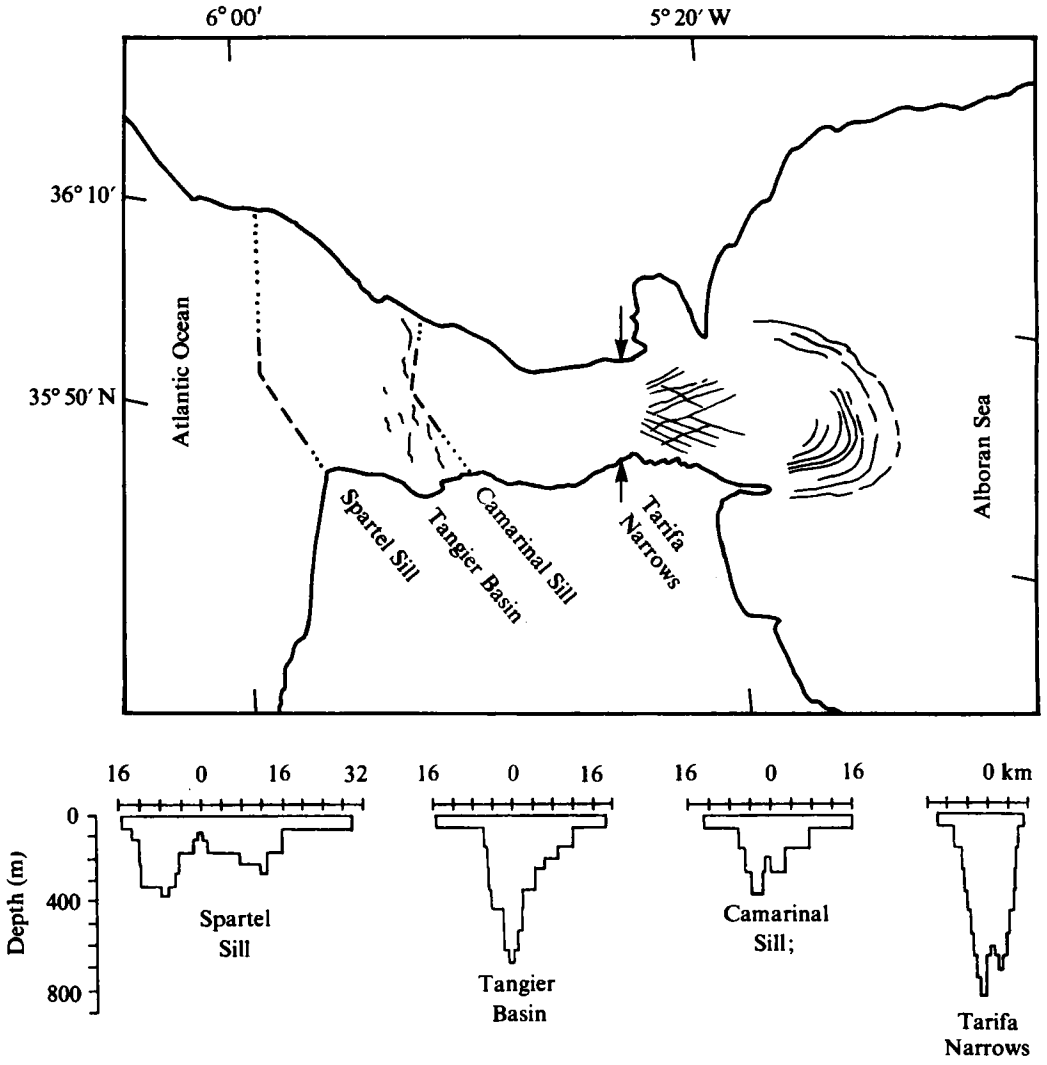 6° 00′
5° 20′ W
36° 10′
35° 50′ N
Atlantic Ocean
Alboran Sea
Spartel Sill
Tangier Basin
Camarinal Sill
Tarifa
Narrows
16 0 16 32
16 0 16
16 0 16
0 km
Depth (m)
0
400
800
Spartel
Sill
Tangier
Basin
Camarinal
Sill;
Tarifa
Narrows